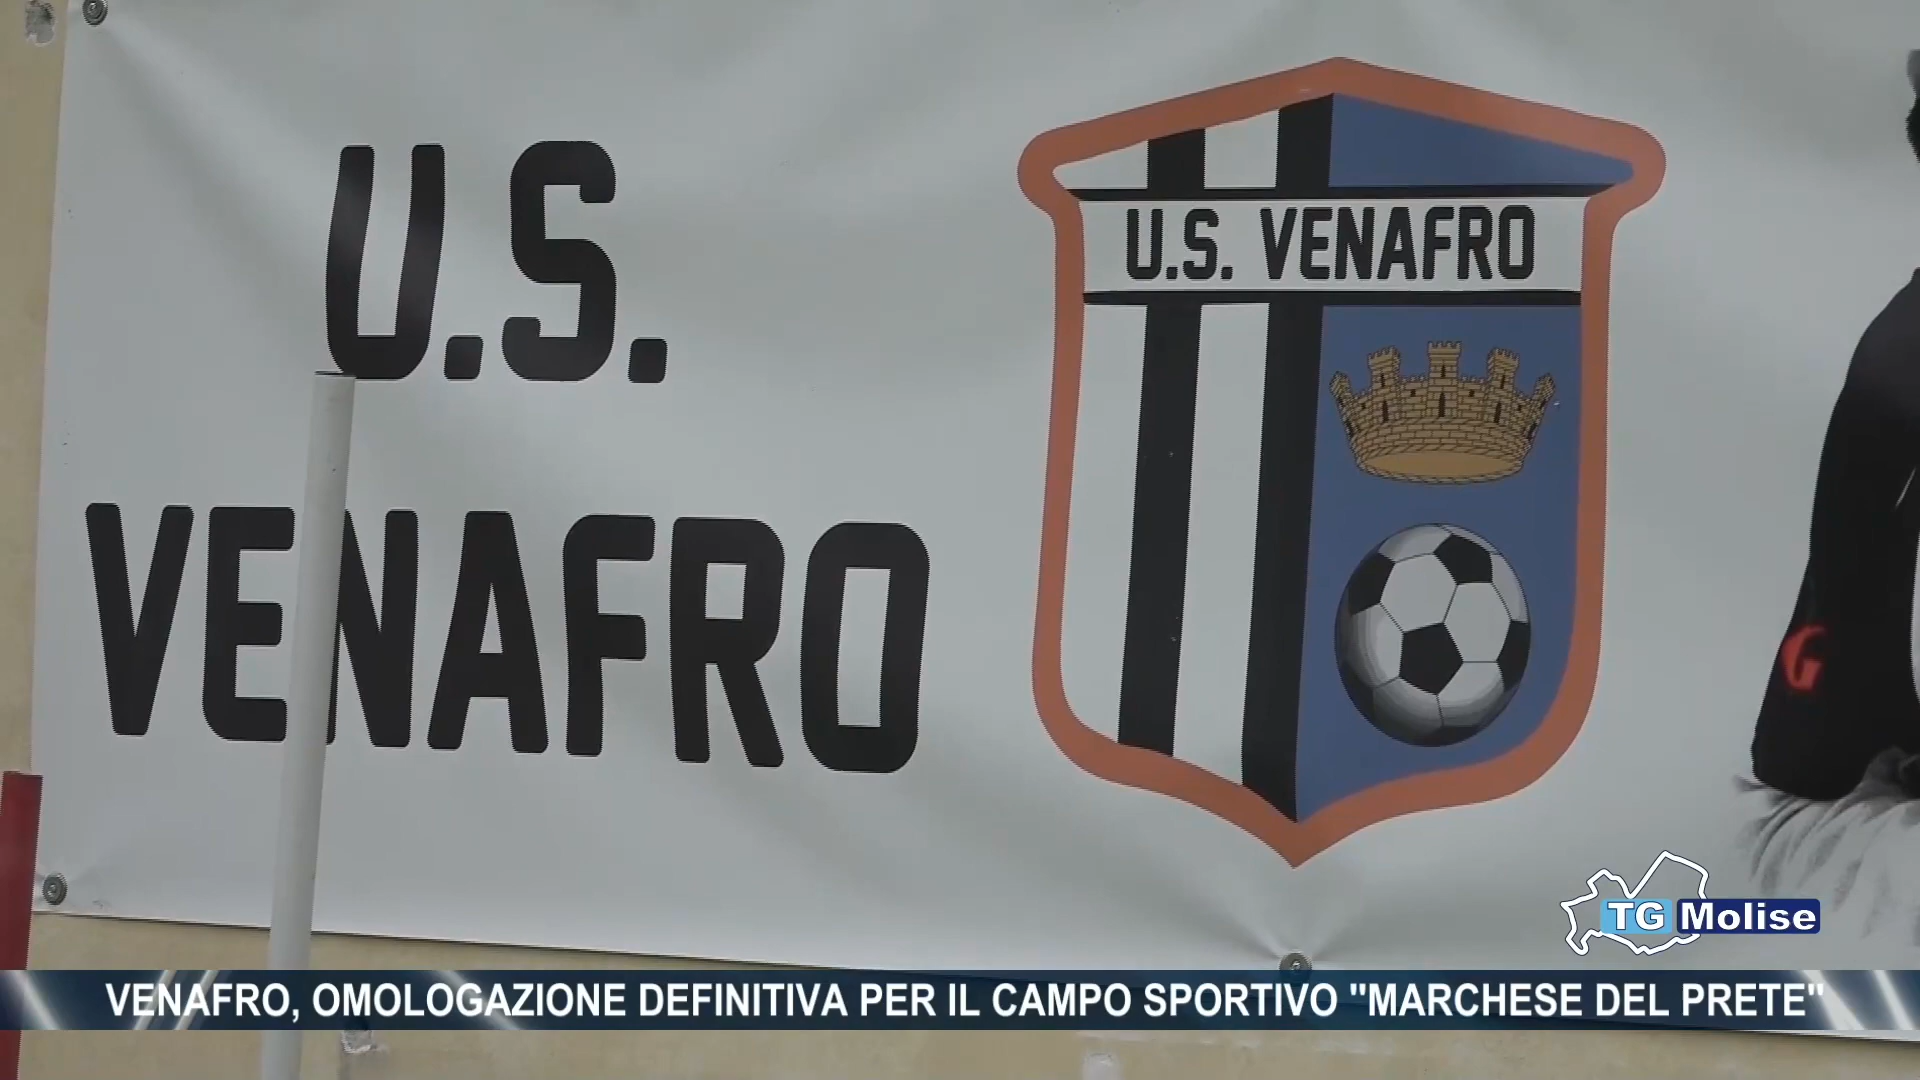 U.S.
VENAFRO
U.S. VENAFRO
G
TG Molise
VENAFRO, OMOLOGAZIONE DEFINITIVA PER IL CAMPO SPORTIVO "MARCHESE DEL PRETE"